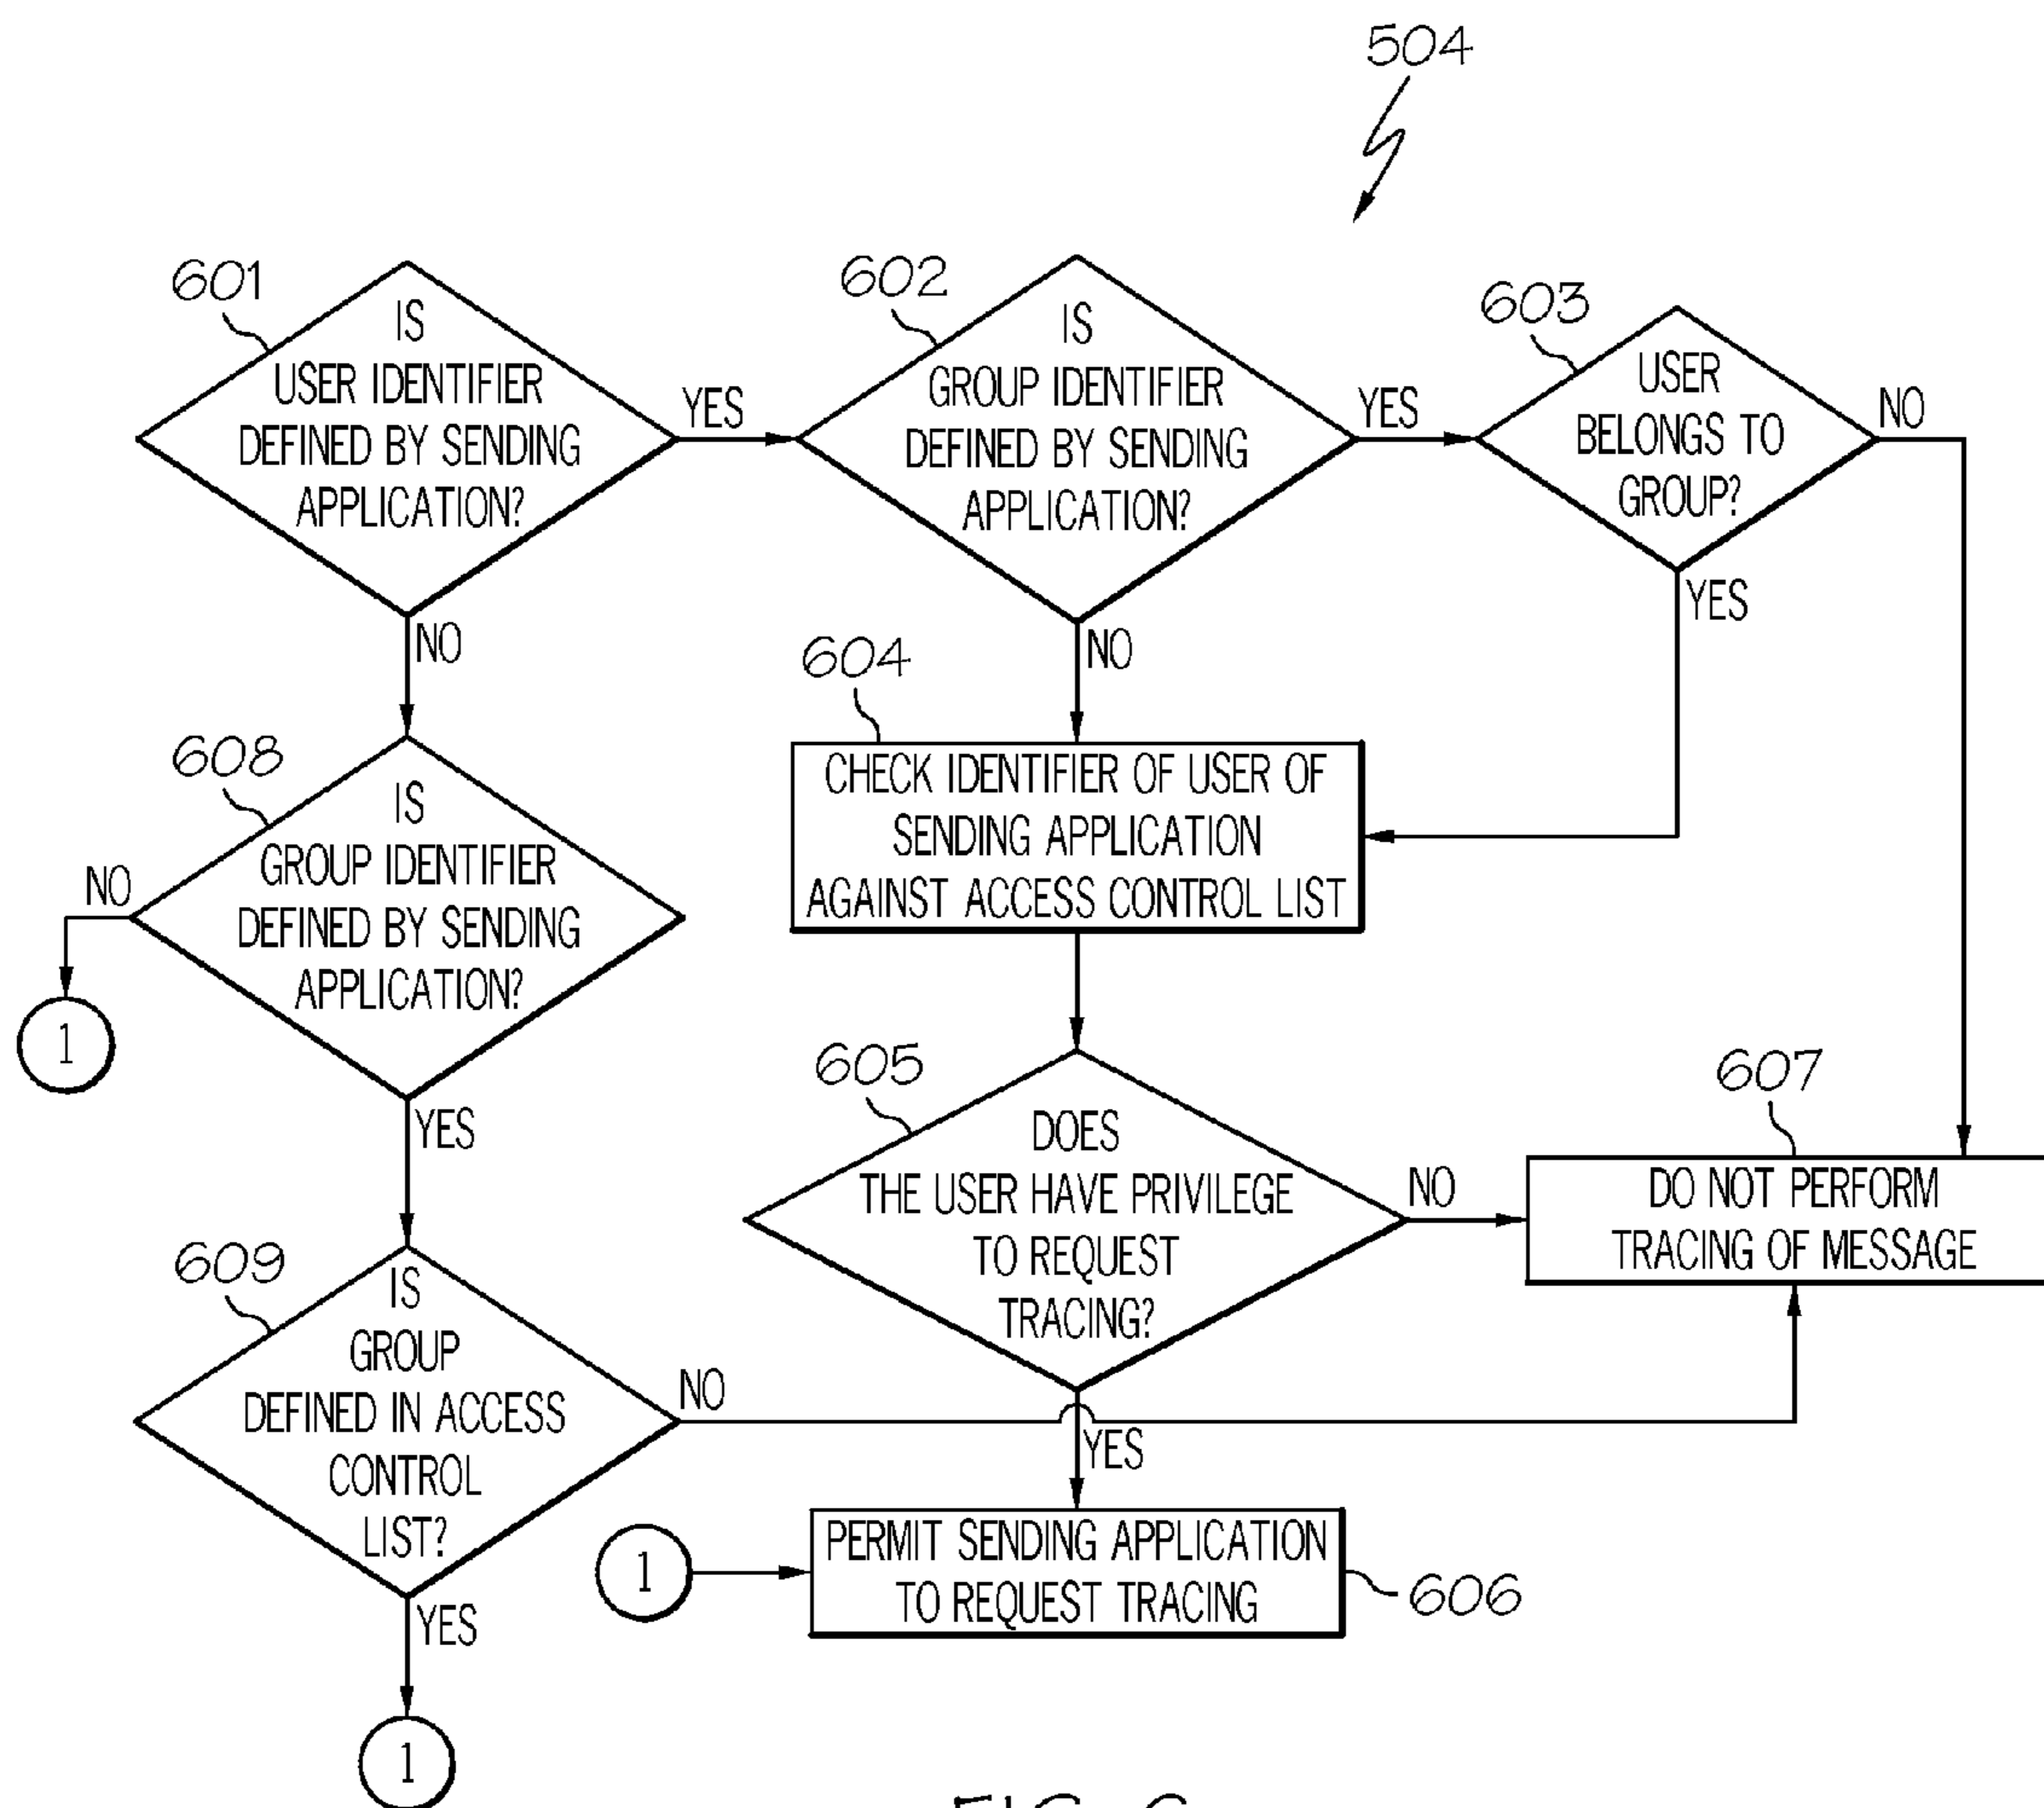 504
601
IS
USER IDENTIFIER
DEFINED BY SENDING
APPLICATION?
YES
NO
602
IS
GROUP IDENTIFIER
DEFINED BY SENDING
APPLICATION?
YES
NO
603
USER
BELONGS TO
GROUP?
NO
YES
604
CHECK IDENTIFIER OF USER OF
SENDING APPLICATION
AGAINST ACCESS CONTROL LIST
608
IS
GROUP IDENTIFIER
DEFINED BY SENDING
APPLICATION?
NO
1
YES
605
DOES
THE USER HAVE PRIVILEGE
TO REQUEST
TRACING?
NO
YES
607
DO NOT PERFORM
TRACING OF MESSAGE
609
IS
GROUP
DEFINED IN ACCESS
CONTROL
LIST?
NO
YES
1
1
PERMIT SENDING APPLICATION
TO REQUEST TRACING
606